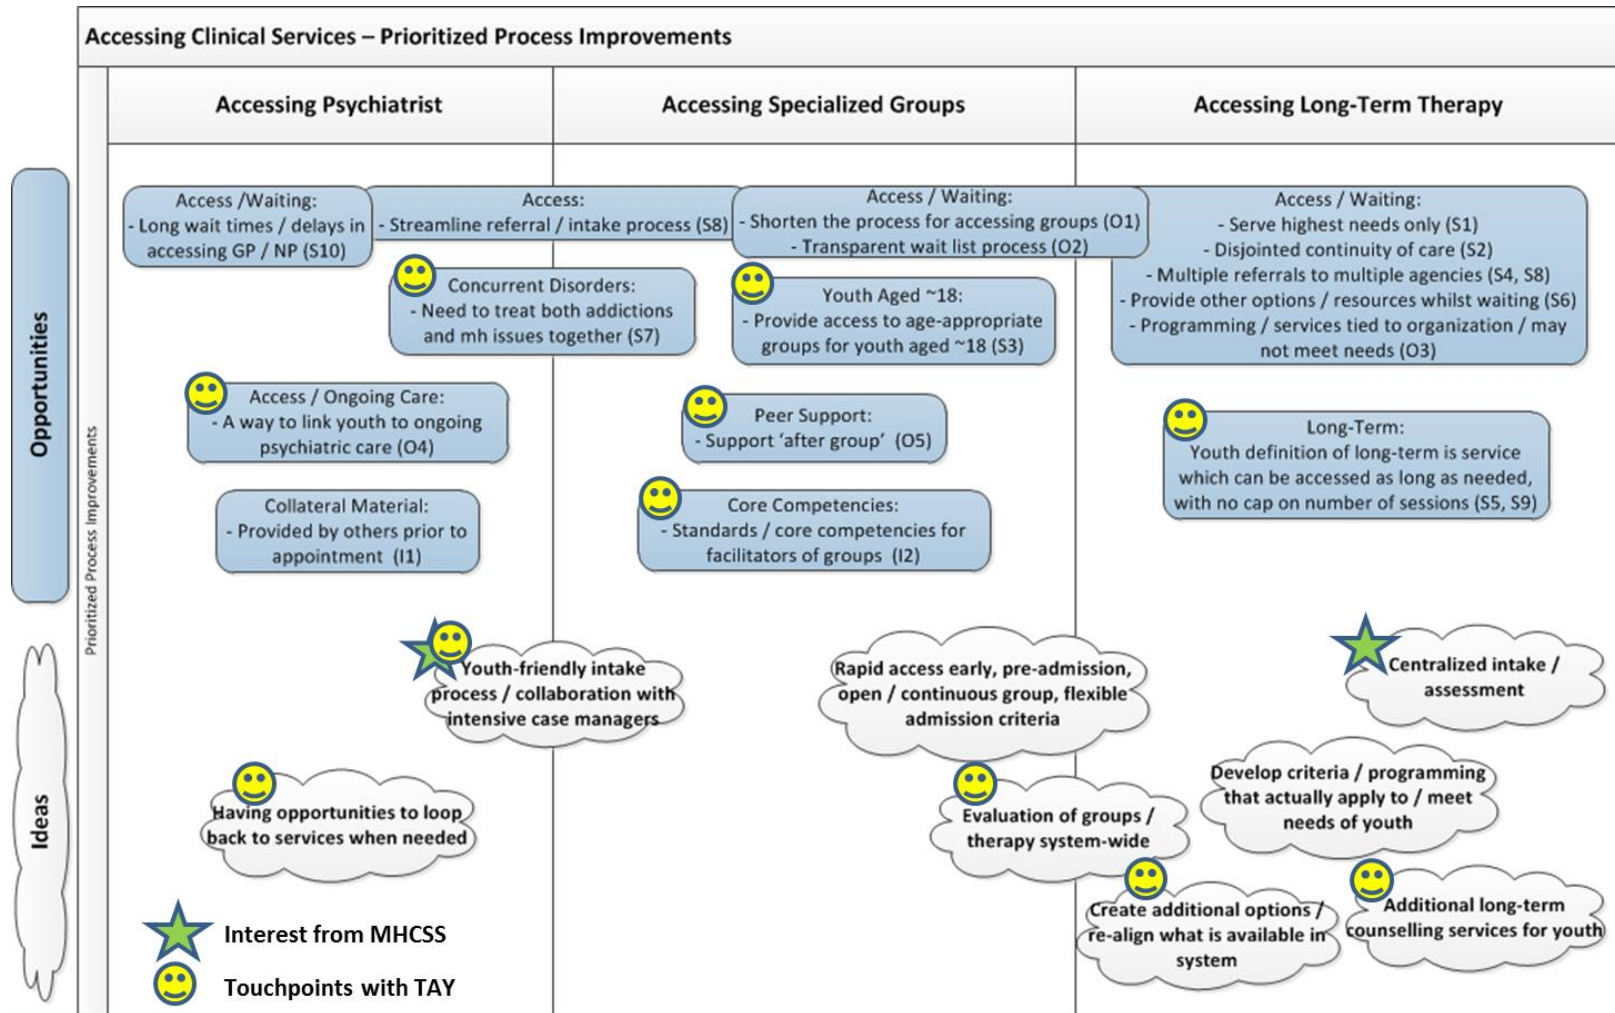 Accessing Clinical Services – Prioritized Process Improvements
Accessing Psychiatrist
Accessing Specialized Groups
Accessing Long-Term Therapy
Prioritized Process Improvements
Opportunities
Access /Waiting:
- Long wait times / delays in
accessing GP / NP (S10)
Access:
- Streamline referral / intake process (S8)
Access / Waiting:
- Shorten the process for accessing groups (O1)
- Transparent wait list process (O2)
Access / Waiting:
- Serve highest needs only (S1)
- Disjointed continuity of care (S2)
- Multiple referrals to multiple agencies (S4, S8)
- Provide other options / resources whilst waiting (S6)
- Programming / services tied to organization / may
not meet needs (O3)
Concurrent Disorders:
- Need to treat both addictions
and mh issues together (S7)
Youth Aged ~18:
- Provide access to age-appropriate
groups for youth aged ~18 (S3)
Access / Ongoing Care:
- A way to link youth to ongoing
psychiatric care (O4)
Peer Support:
- Support ‘after group’ (O5)
Long-Term:
Youth definition of long-term is service
which can be accessed as long as needed,
with no cap on number of sessions (S5, S9)
Collateral Material:
- Provided by others prior to
appointment (I1)
Core Competencies:
- Standards / core competencies for
facilitators of groups (I2)
Ideas
Youth-friendly intake
process / collaboration with
intensive case managers
Rapid access early, pre-admission,
open / continuous group, flexible
admission criteria
Centralized intake /
assessment
Having opportunities to loop
back to services when needed
Evaluation of groups /
therapy system-wide
Develop criteria / programming
that actually apply to / meet
needs of youth
Create additional options /
re-align what is available in
system
Additional long-term
counselling services for youth
Interest from MHCSS
Touchpoints with TAY